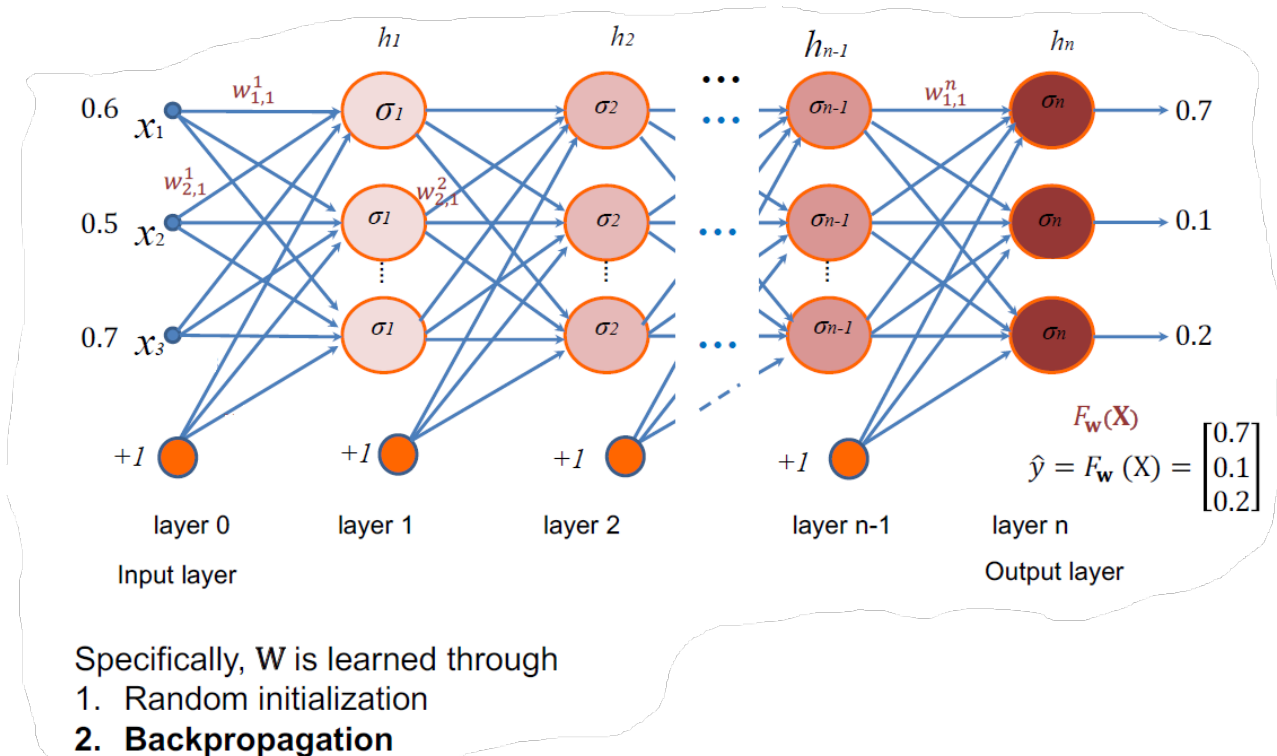 h₁ h₂ hₙ₋₁ hₙ
0.6 x₁ w¹₁,₁ σ₁ σ₂ ... σₙ₋₁ wⁿ₁,₁ σₙ 0.7
...
w¹₂,₁ w²₂,₁
0.5 x₂ σ₁ σ₂ ... σₙ₋₁ σₙ 0.1
0.7 x₃ σ₁ σ₂ ... σₙ₋₁ σₙ 0.2
F_w(X)
+1 +1 +1 +1
ŷ = F_w (X) = [0.7 0.1 0.2]
layer 0 layer 1 layer 2 layer n-1 layer n
Input layer Output layer
Specifically, W is learned through
1. Random initialization
2. Backpropagation